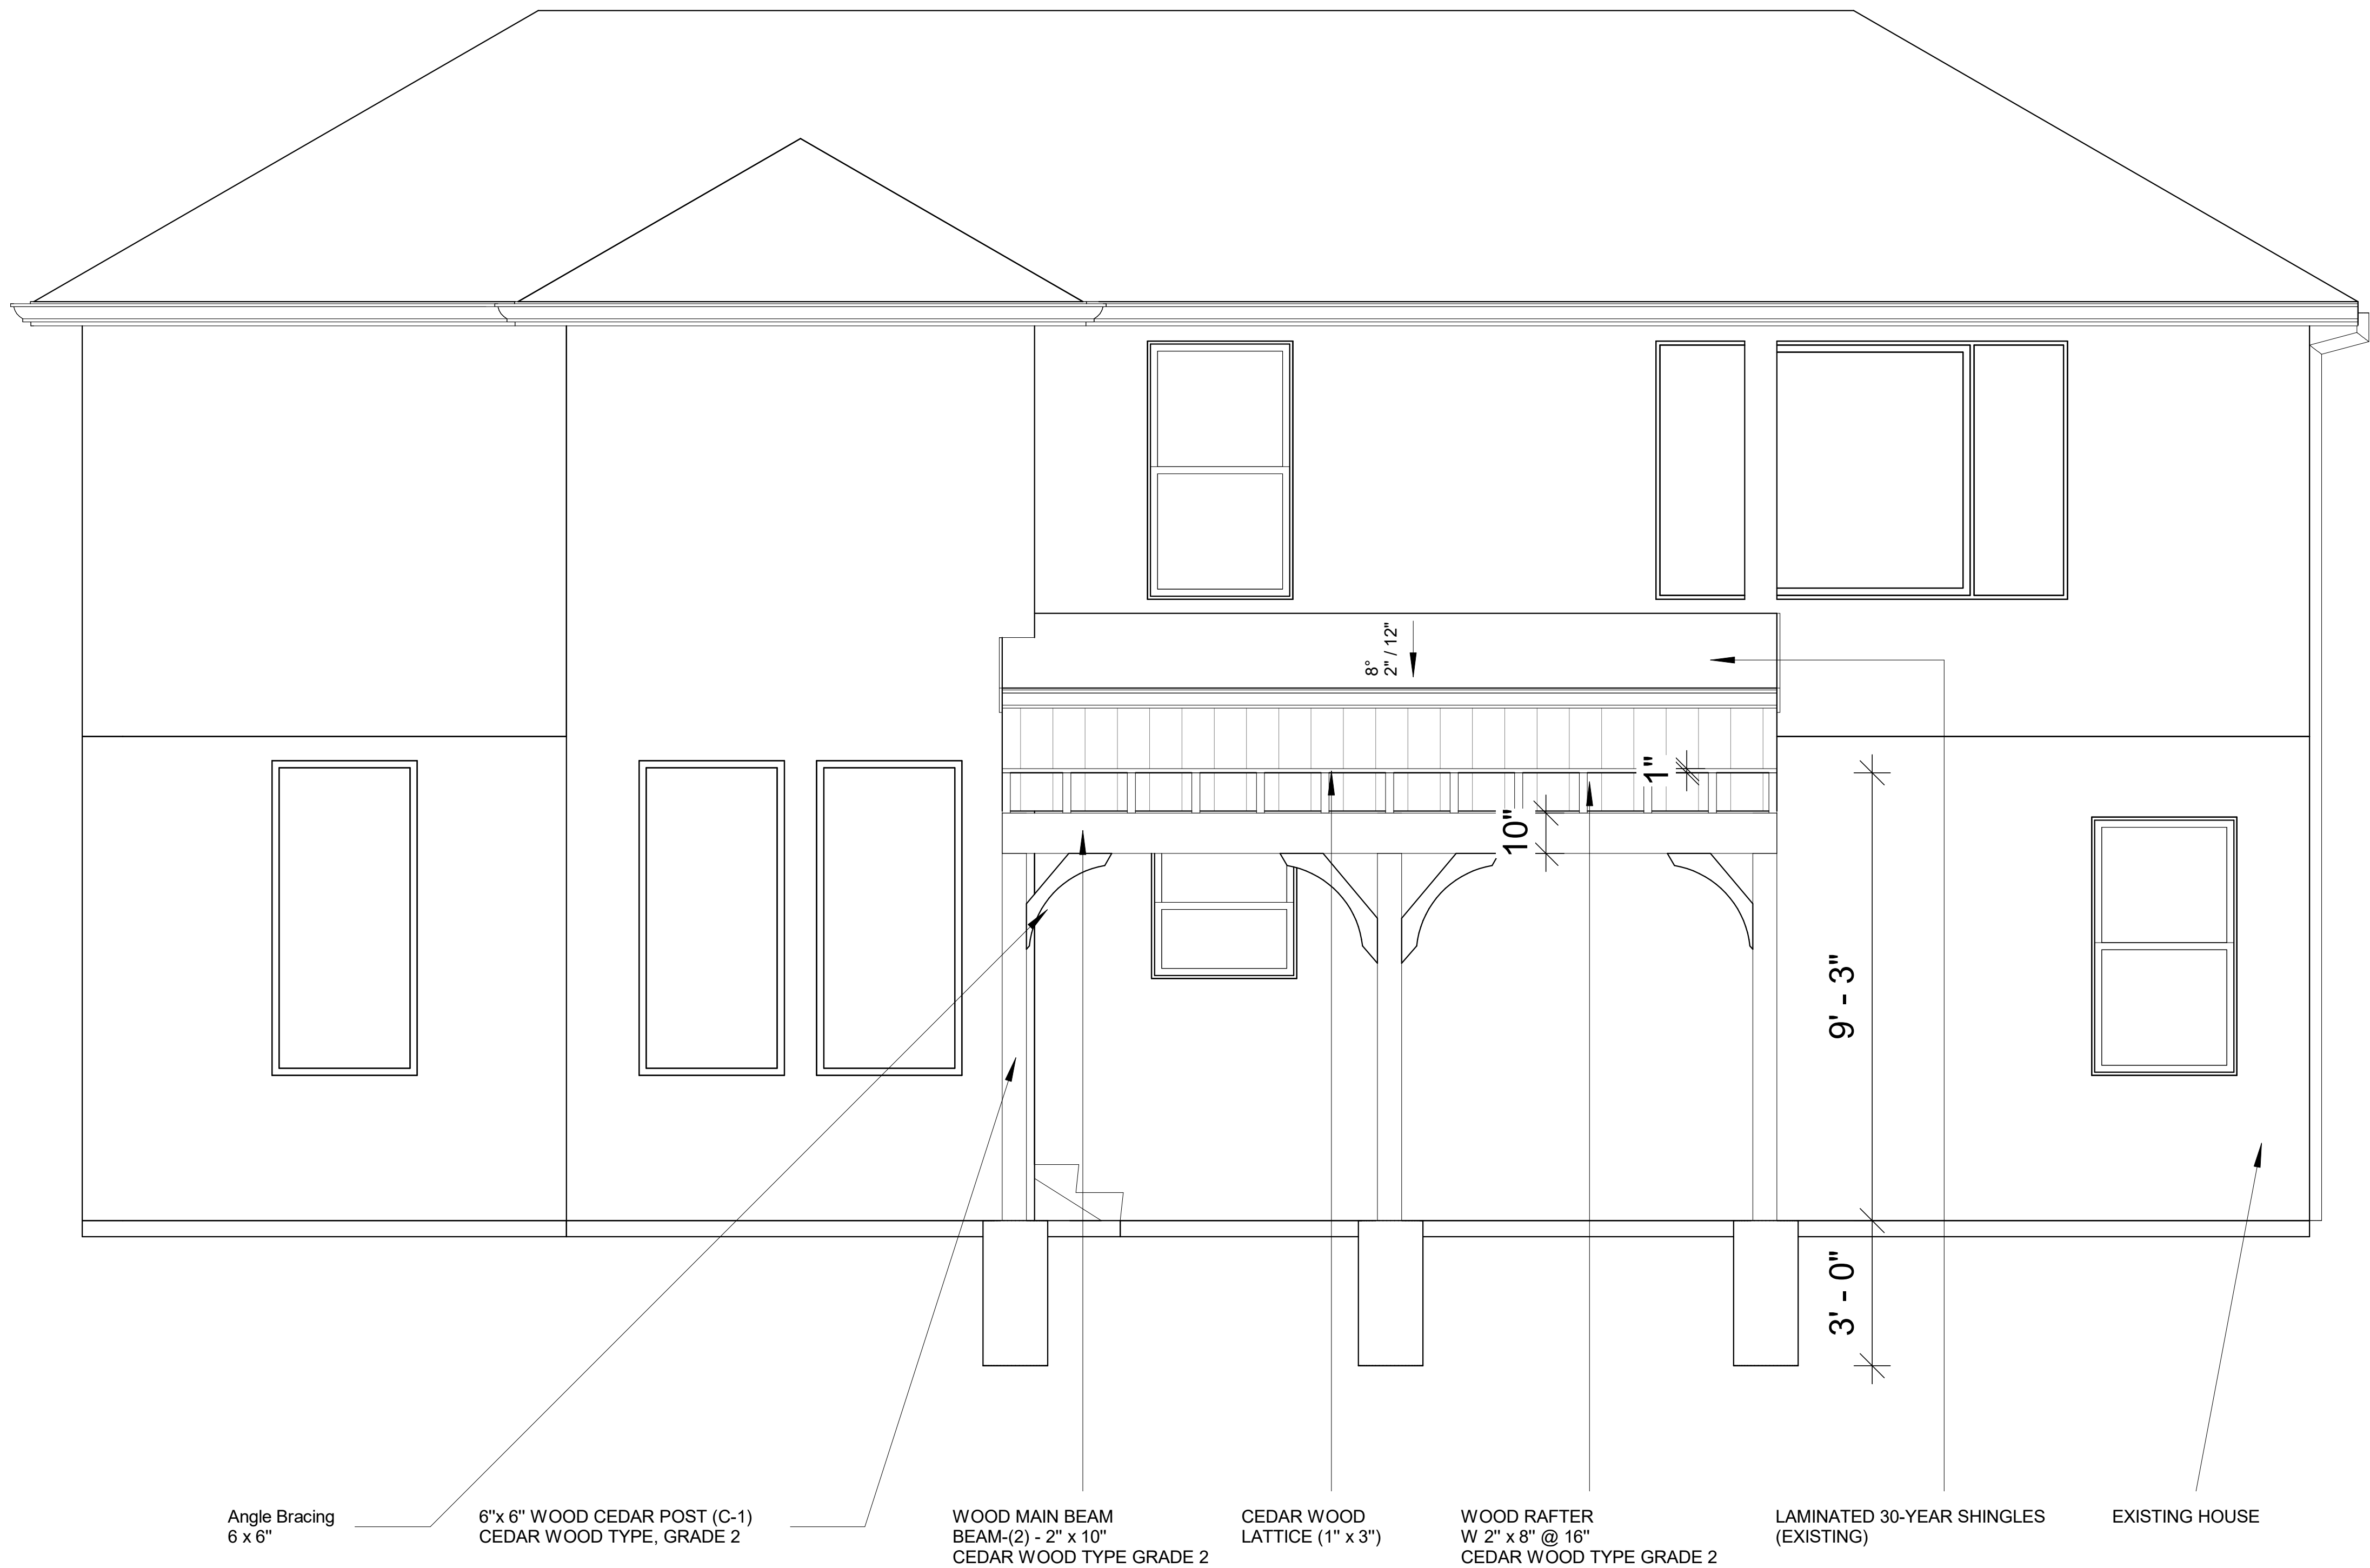 8°
2" / 12"
1"
10"
9' - 3"
3' - 0"
Angle Bracing
6 x 6"
6"x 6" WOOD CEDAR POST (C-1)
CEDAR WOOD TYPE, GRADE 2
WOOD MAIN BEAM
BEAM-(2) - 2" x 10"
CEDAR WOOD TYPE GRADE 2
CEDAR WOOD
LATTICE (1" x 3")
WOOD RAFTER
W 2" x 8" @ 16"
CEDAR WOOD TYPE GRADE 2
LAMINATED 30-YEAR SHINGLES
(EXISTING)
EXISTING HOUSE